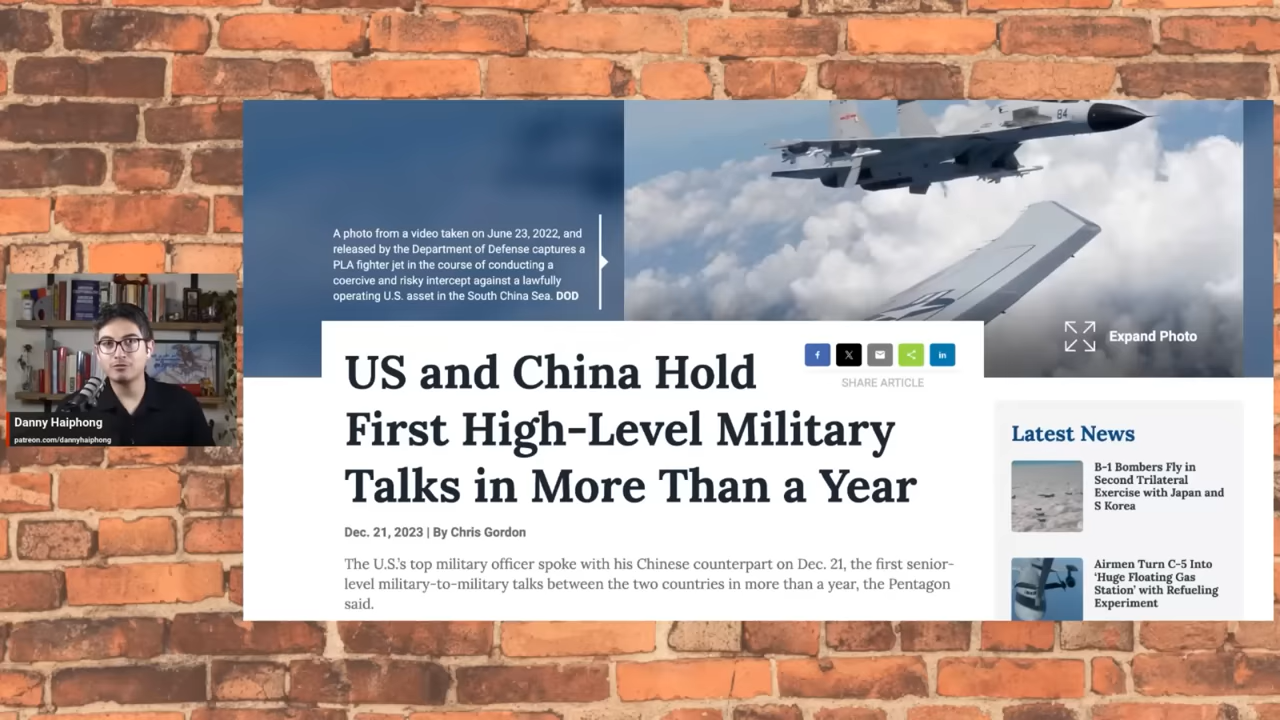 A photo from a video taken on June 23, 2022, and
released by the Department of Defense captures a
PLA fighter jet in the course of conducting a
coercive and risky intercept against a lawfully
operating U.S. asset in the South China Sea. DOD
84
Expand Photo
US and China Hold
First High-Level Military
Talks in More Than a Year
f
X
in
SHARE ARTICLE
Dec. 21, 2023 | By Chris Gordon
The U.S.'s top military officer spoke with his Chinese counterpart on Dec. 21, the first senior-
level military-to-military talks between the two countries in more than a year, the Pentagon
said.
Latest News
B-1 Bombers Fly in
Second Trilateral
Exercise with Japan and
S Korea
Airmen Turn C-5 Into
‘Huge Floating Gas
Station’ with Refueling
Experiment
Danny Haiphong
patreon.com/dannyhaiphong